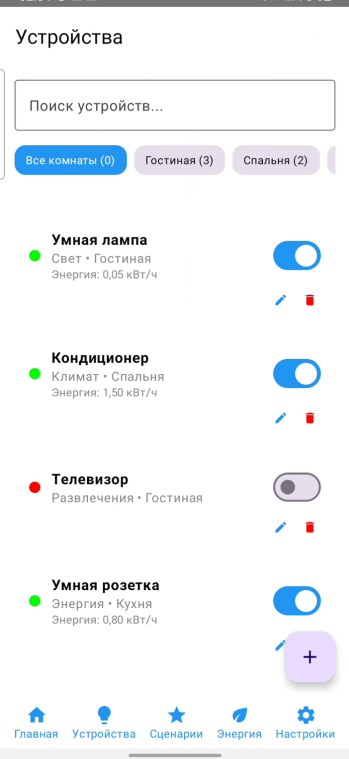 Устройства
Поиск устройств...
Все комнаты (0)
Гостиная (3)
Спальня (2)
Умная лампа
Свет • Гостиная
Энергия: 0,05 кВт/ч
Кондиционер
Климат • Спальня
Энергия: 1,50 кВт/ч
Телевизор
Развлечения • Гостиная
Умная розетка
Энергия • Кухня
Энергия: 0,80 кВт/ч
+
Главная
Устройства
Сценарии
Энергия
Настройки